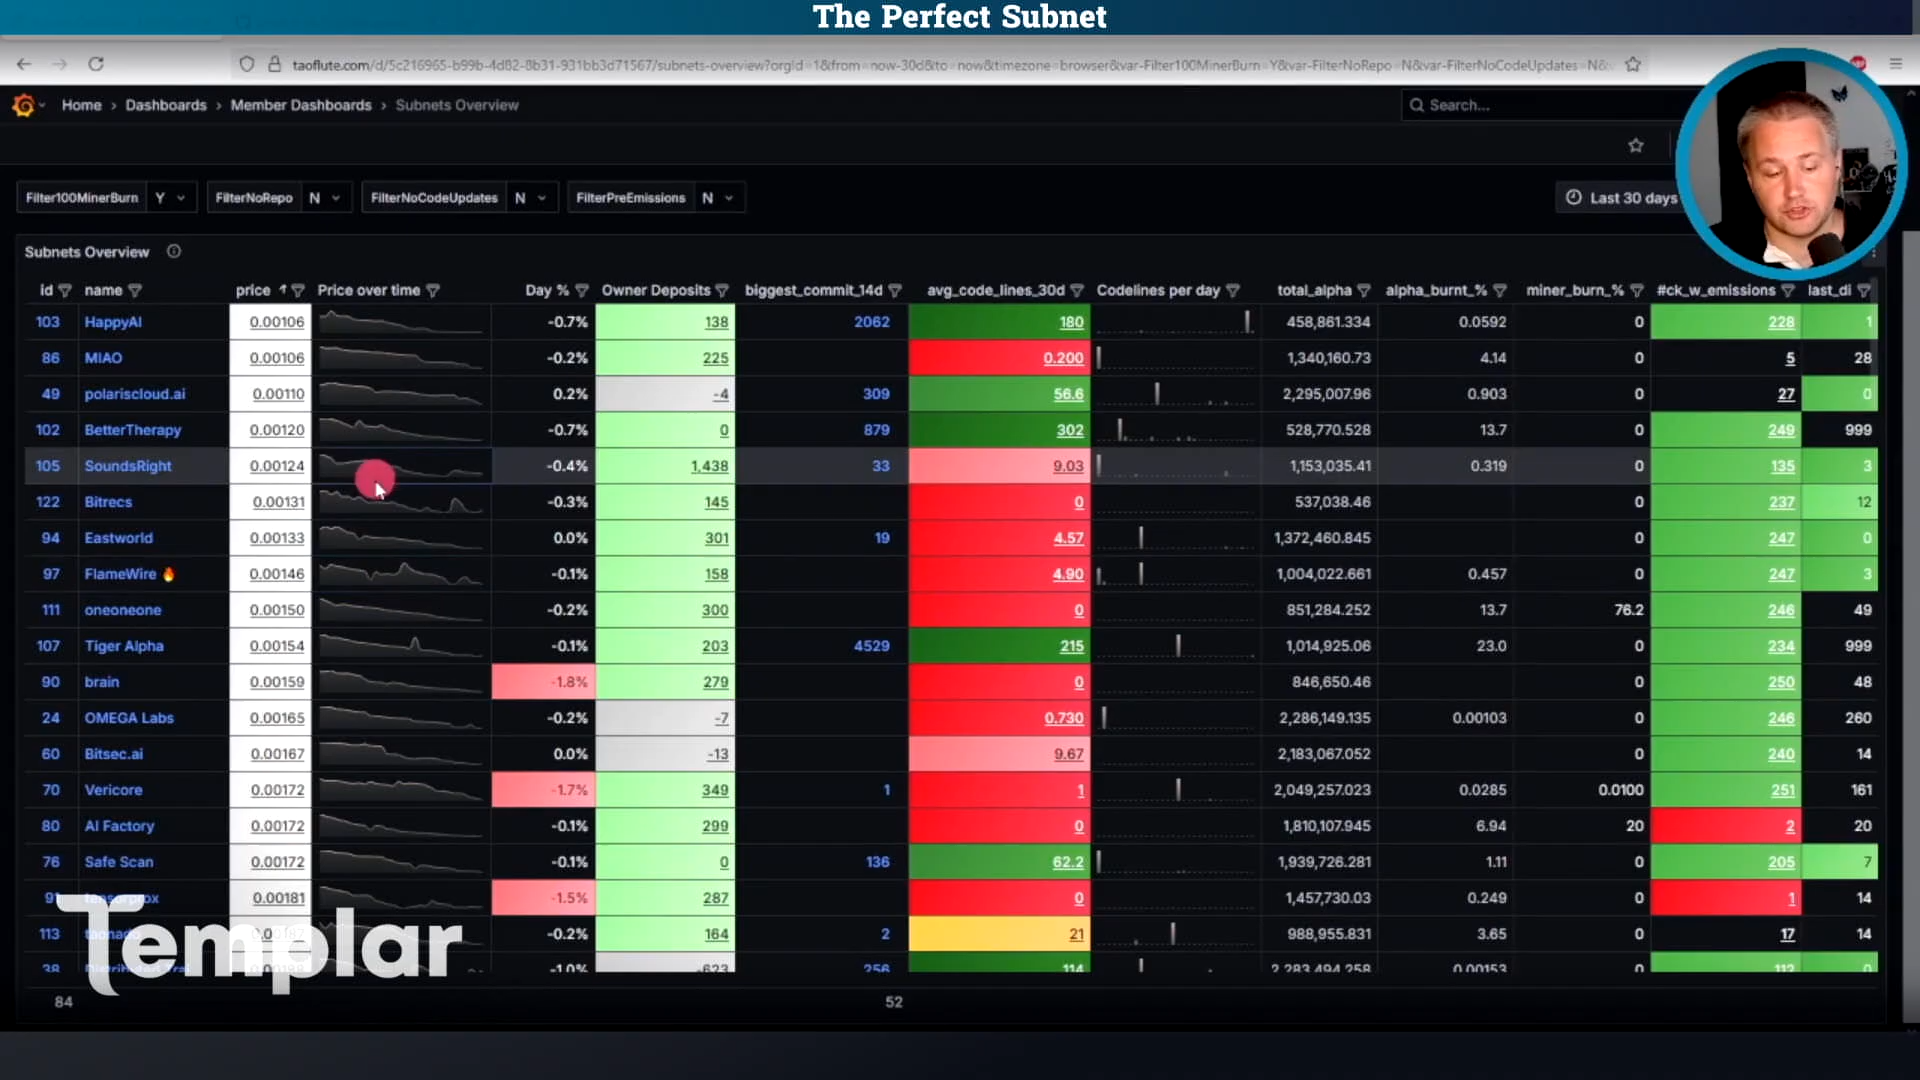 The Perfect Subnet
taoflute.com/d/5c216965-b99b-4d82-8b31-931bb3d71567/subnets-overview?orgId=1&from=now-30d&to=now&timezone=browser&var-Filter100MinerBurn=Y&var-FilterNoRepo=N&var-FilterNoCodeUpdates=N&
Home › Dashboards › Member Dashboards › Subnets Overview
Search...
Filter100MinerBurn Y FilterNoRepo N FilterNoCodeUpdates N FilterPreEmissions N Last 30 days
Subnets Overview
id name price Price over time Day % Owner Deposits biggest_commit_14d avg_code_lines_30d Codelines per day total_alpha alpha_burnt_% miner_burn_% #ck_w_emissions last_di
103 HappyAI 0.00106 -0.7% 138 2062 180 458,861.334 0.0592 0 228 1
86 MIAO 0.00106 -0.2% 225 0.200 1,340,160.73 4.14 0 5 28
49 polariscloud.ai 0.00110 0.2% -4 309 56.6 2,295,007.96 0.903 0 27 0
102 BetterTherapy 0.00120 -0.7% 0 879 302 528,770.528 13.7 0 249 999
105 SoundsRight 0.00124 -0.4% 1,438 33 9.03 1,153,035.41 0.319 0 135 3
122 Bitrecs 0.00131 -0.3% 145 0 537,038.46 0 237 12
94 Eastworld 0.00133 0.0% 301 19 4.57 1,372,460.845 0 247 0
97 FlameWire 🔥 0.00146 -0.1% 158 4.90 1,004,022.661 0.457 0 247 3
111 oneoneone 0.00150 -0.2% 300 0 851,284.252 13.7 76.2 246 49
107 Tiger Alpha 0.00154 -0.1% 203 4529 215 1,014,925.06 23.0 0 234 999
90 brain 0.00159 -1.8% 279 0 846,650.46 0 250 48
24 OMEGA Labs 0.00165 -0.2% -7 0.730 2,286,149.135 0.00103 0 246 260
60 Bitsec.ai 0.00167 0.0% -13 9.67 2,183,067.052 0 240 14
70 Vericore 0.00172 -1.7% 349 1 1 2,049,257.023 0.0285 0.0100 251 161
80 AI Factory 0.00172 -0.1% 299 0 1,810,107.945 6.94 20 2 20
76 Safe Scan 0.00172 -0.1% 0 136 62.2 1,939,726.281 1.11 0 205 7
91 tensorprox 0.00181 -1.5% 287 0 1,457,730.03 0.249 0 1 14
113 taonado -0.2% 164 2 21 988,955.831 3.65 0 17 14
38 -1.0% -623 256 114 2,283,494.258 0.00153 0 112 0
84 52
Templar